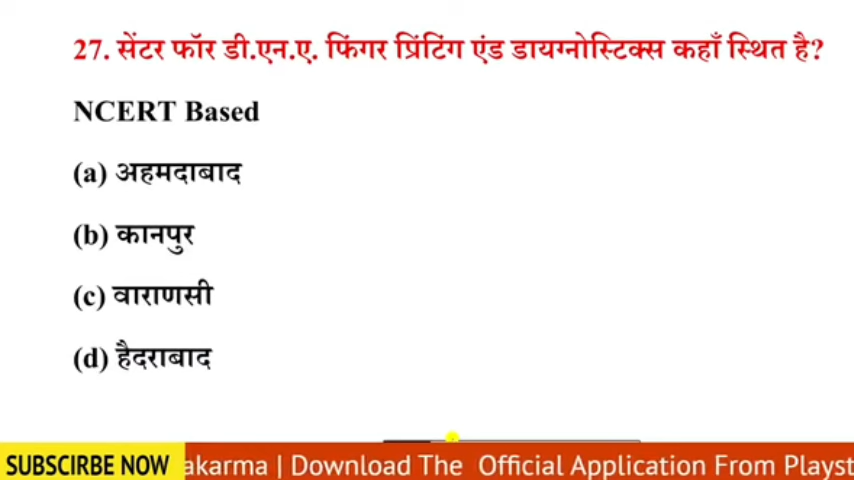 27. सेंटर फॉर डी.एन.ए. फिंगर प्रिंटिंग एंड डायग्नोस्टिक्स कहाँ स्थित है?
NCERT Based
(a) अहमदाबाद
(b) कानपुर
(c) वाराणसी
(d) हैदराबाद
SUBSCIRBE NOW akarma | Download The Official Application From Playst